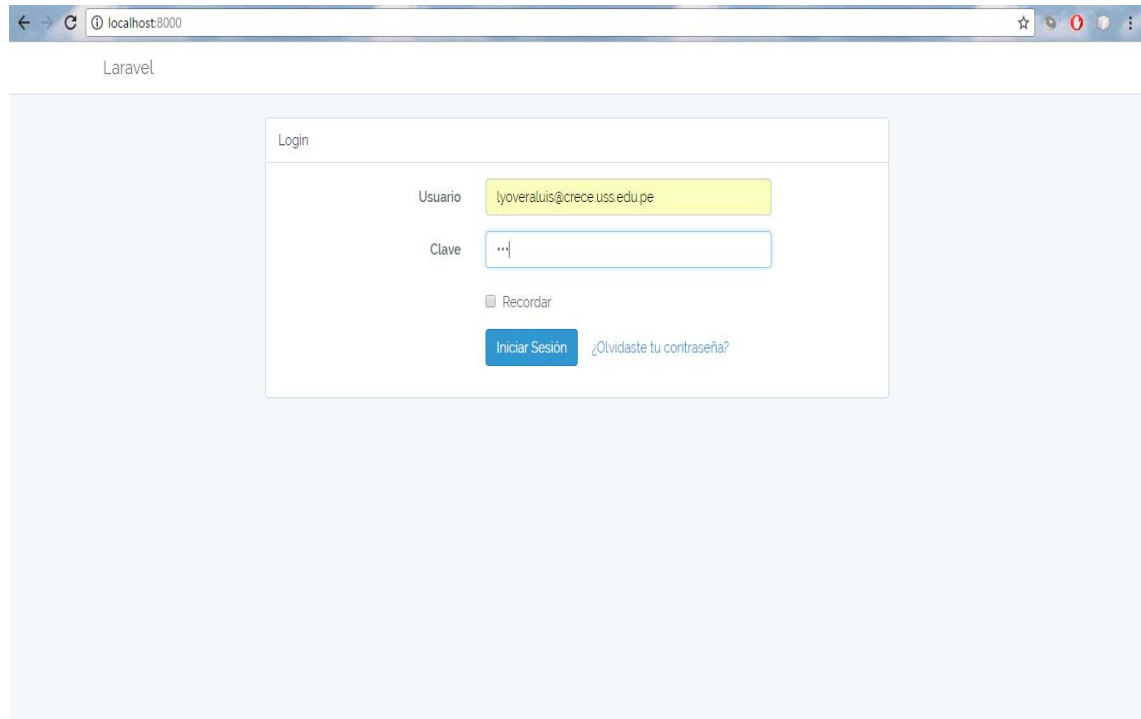 localhost:8000
Laravel
Login
Usuario
lyoveraluis@crece.uss.edu.pe
Clave
•••
Recordar
Iniciar Sesión
¿Olvidaste tu contraseña?